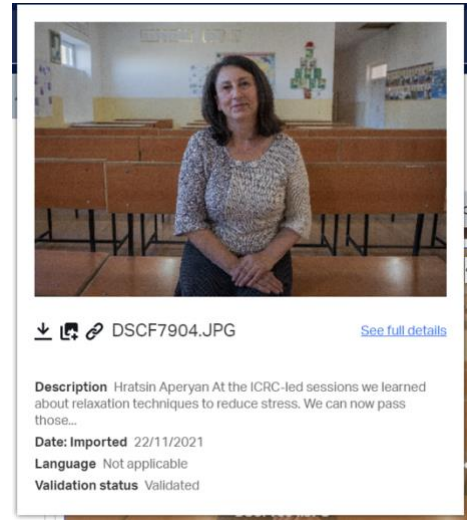 DSCF7904.JPG
See full details
Description Hratsin Aperyan At the ICRC-led sessions we learned
about relaxation techniques to reduce stress. We can now pass
those...
Date: Imported 22/11/2021
Language Not applicable
Validation status Validated